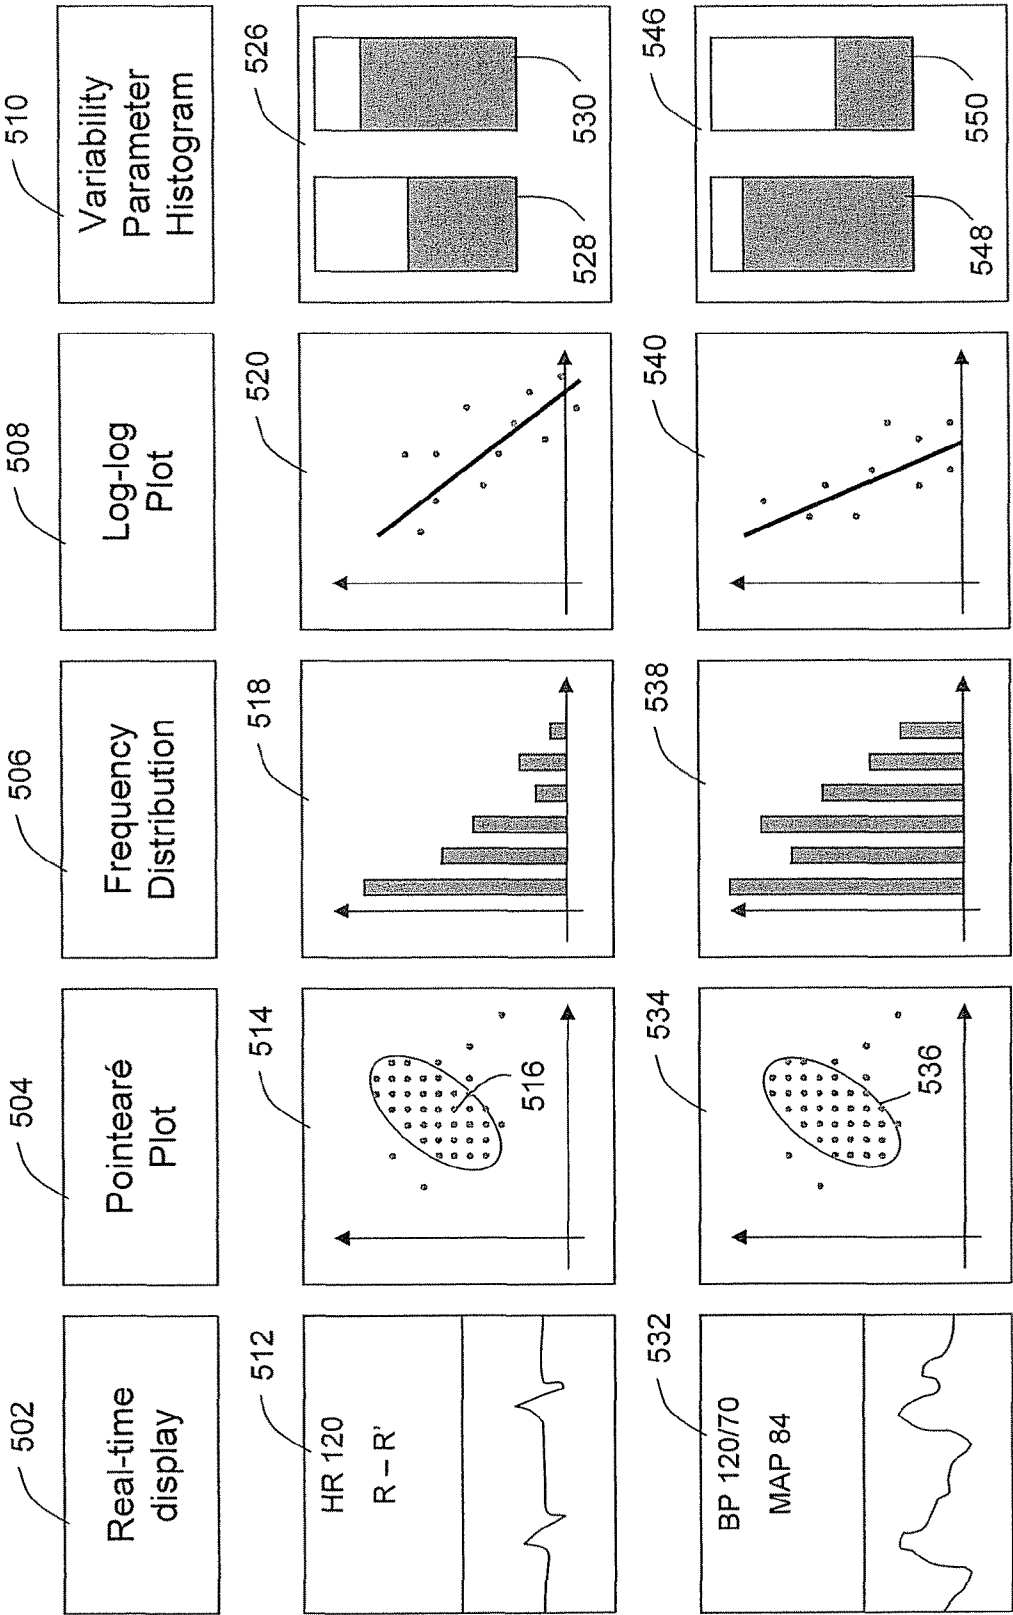 502
504
506
508
510
Real-time
display
Pointearé
Plot
Frequency
Distribution
Log-log
Plot
Variability
Parameter
Histogram
512
514
518
520
526
HR 120
R – R'
516
528
530
532
534
538
540
546
BP 120/70
MAP 84
536
548
550